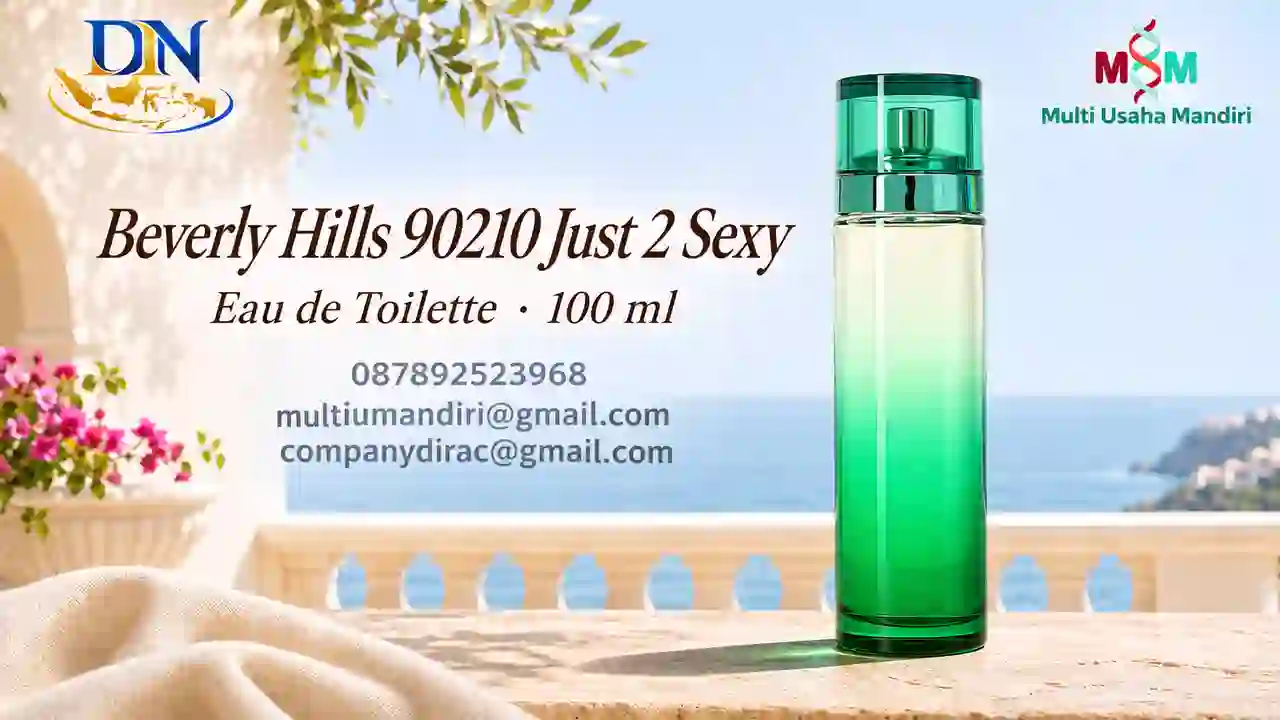 DN
M M
Multi Usaha Mandiri
Beverly Hills 90210 Just 2 Sexy
Eau de Toilette · 100 ml
087892523968
multiumandiri@gmail.com
companydirac@gmail.com